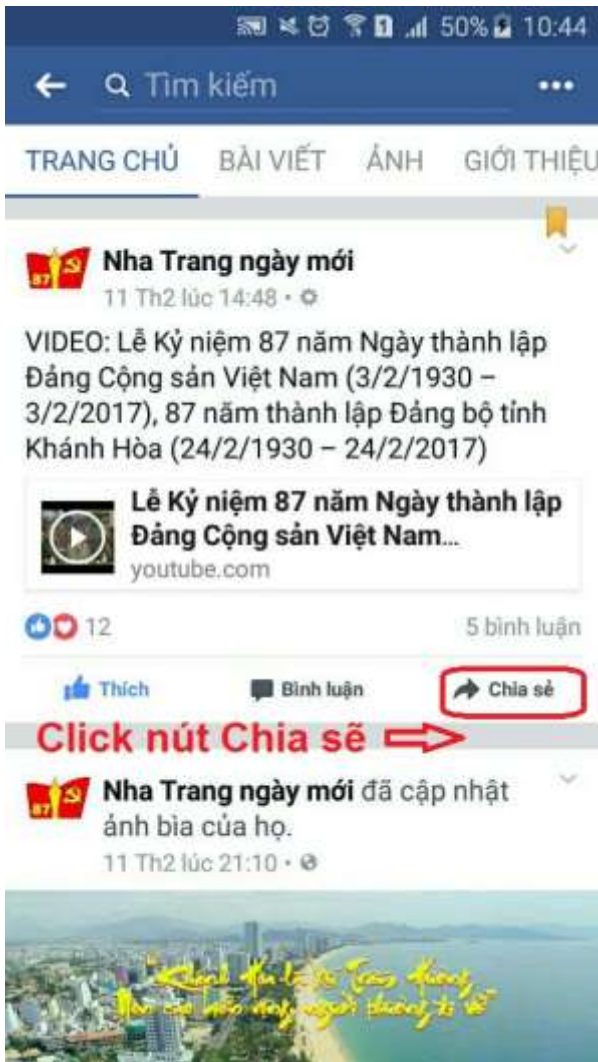 50% 10:44
Tìm kiếm
TRANG CHỦ BÀI VIẾT ẢNH GIỚI THIỆU
87
Nha Trang ngày mới
11 Th2 lúc 14:48
VIDEO: Lễ Kỷ niệm 87 năm Ngày thành lập
Đảng Cộng sản Việt Nam (3/2/1930 –
3/2/2017), 87 năm thành lập Đảng bộ tỉnh
Khánh Hòa (24/2/1930 – 24/2/2017)
Lễ Kỷ niệm 87 năm Ngày thành lập
Đảng Cộng sản Việt Nam...
youtube.com
12 5 bình luận
Thích Bình luận Chia sẻ
Click nút Chia sẽ
87
Nha Trang ngày mới đã cập nhật
ảnh bìa của họ.
11 Th2 lúc 21:10